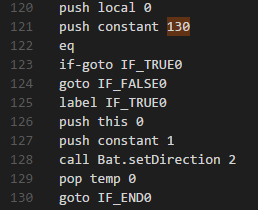 120 push local 0
121 push constant 130
122 eq
123 if-goto IF_TRUE0
124 goto IF_FALSE0
125 label IF_TRUE0
126 push this 0
127 push constant 1
128 call Bat.setDirection 2
129 pop temp 0
130 goto IF_END0